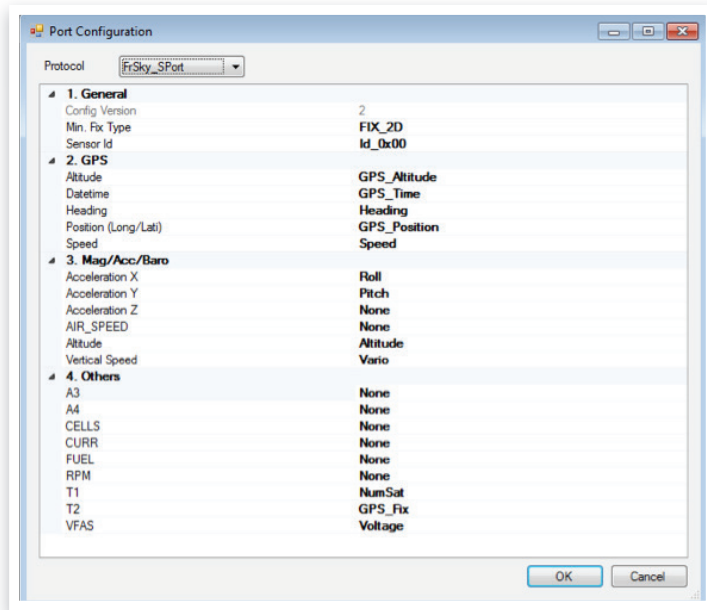 Port Configuration
Protocol FrSky_SPort
1. General
Config Version 2
Min. Fix Type FIX_2D
Sensor Id Id_0x00
2. GPS
Altitude GPS_Altitude
Datetime GPS_Time
Heading Heading
Position (Long/Lati) GPS_Position
Speed Speed
3. Mag/Acc/Baro
Acceleration X Roll
Acceleration Y Pitch
Acceleration Z None
AIR_SPEED None
Altitude Altitude
Vertical Speed Vario
4. Others
A3 None
A4 None
CELLS None
CURR None
FUEL None
RPM None
T1 NumSat
T2 GPS_Fix
VFAS Voltage
OK Cancel